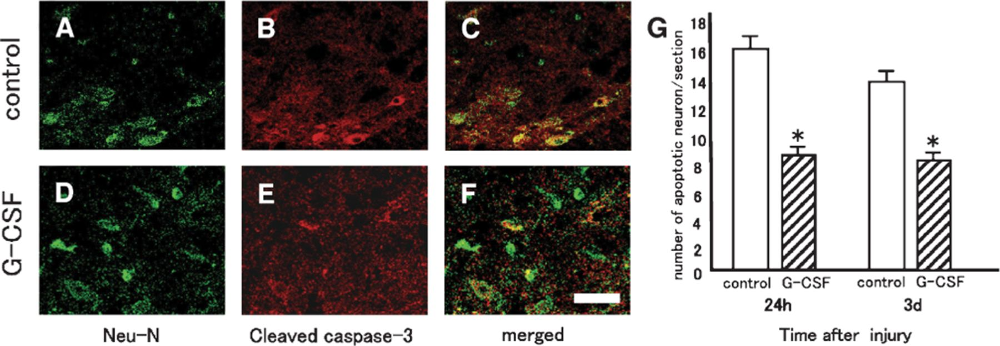 control
A
B
C
G-CSF
D
E
F
Neu-N
Cleaved caspase-3
merged
G
number of apoptotic neuron/section
18
16
14
12
10
8
6
4
2
0
*
*
control G-CSF control G-CSF
24h 3d
Time after injury